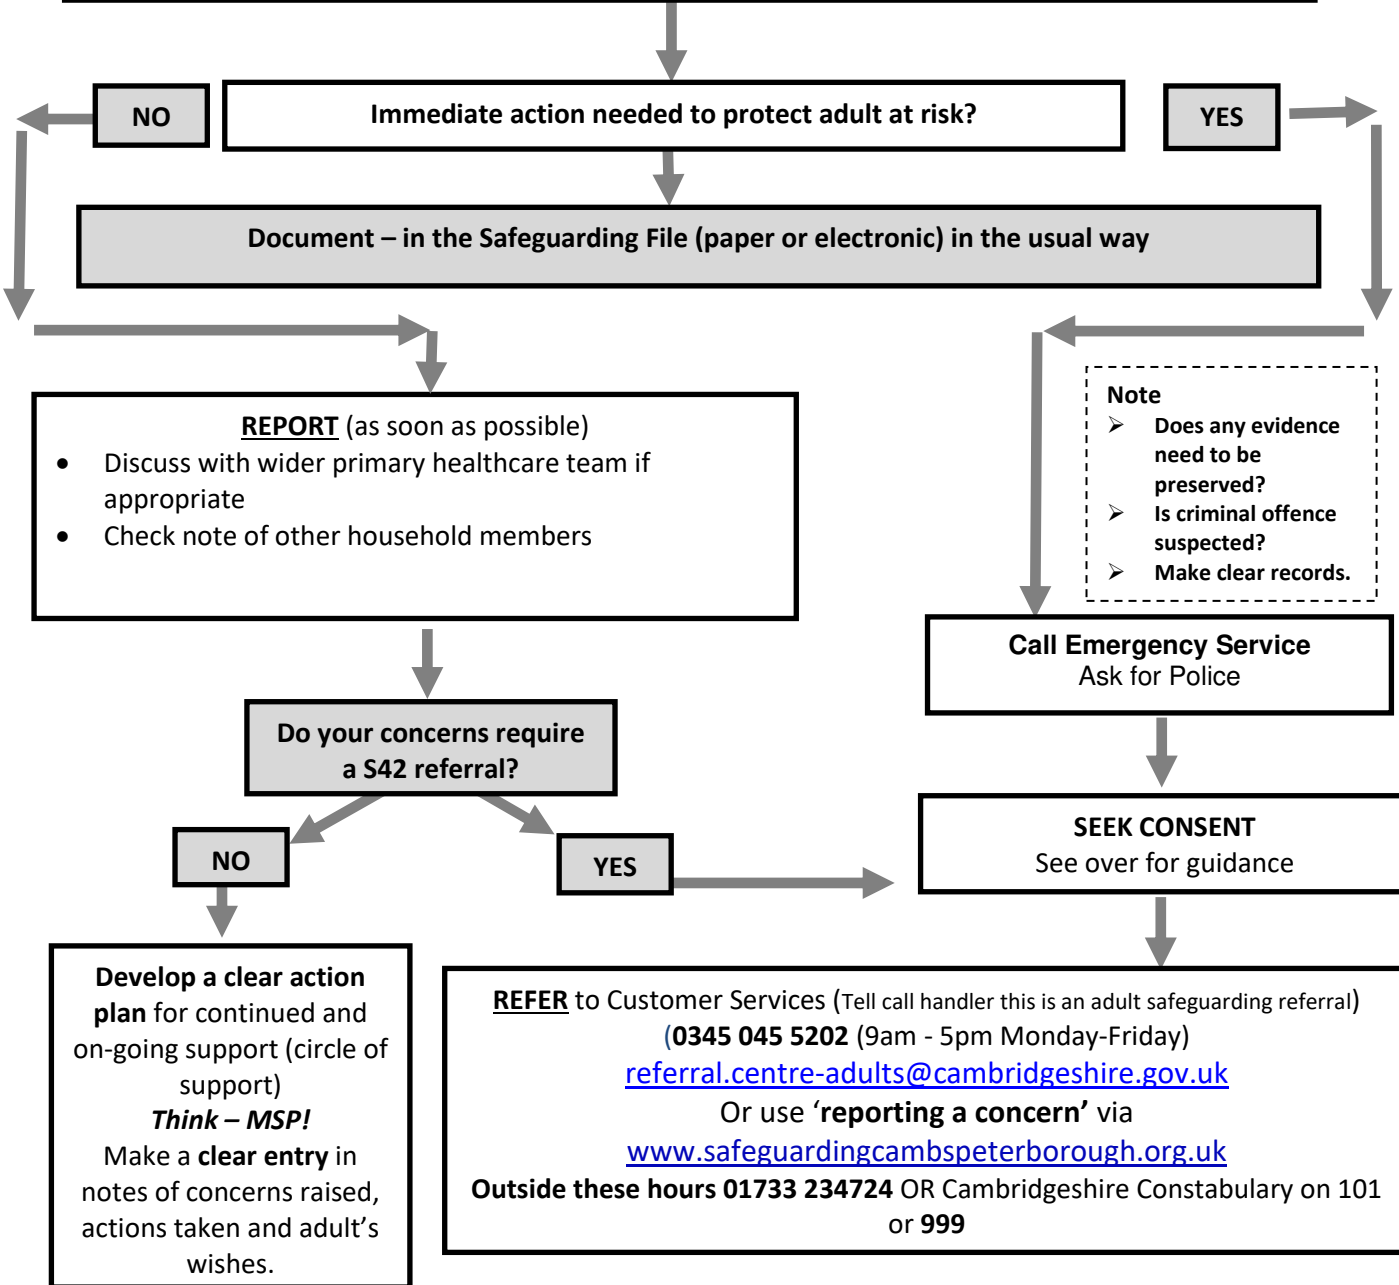 NO
Immediate action needed to protect adult at risk?
YES
Document – in the Safeguarding File (paper or electronic) in the usual way
REPORT (as soon as possible)
• Discuss with wider primary healthcare team if
appropriate
• Check note of other household members
Note
➢ Does any evidence
need to be
preserved?
➢ Is criminal offence
suspected?
➢ Make clear records.
Call Emergency Service
Ask for Police
Do your concerns require
a S42 referral?
NO
YES
SEEK CONSENT
See over for guidance
Develop a clear action
plan for continued and
on-going support (circle of
support)
Think – MSP!
Make a clear entry in
notes of concerns raised,
actions taken and adult’s
wishes.
REFER to Customer Services (Tell call handler this is an adult safeguarding referral)
(0345 045 5202 (9am - 5pm Monday-Friday)
referral.centre-adults@cambridgeshire.gov.uk
Or use ‘reporting a concern’ via
www.safeguardingcambspeterborough.org.uk
Outside these hours 01733 234724 OR Cambridgeshire Constabulary on 101
or 999